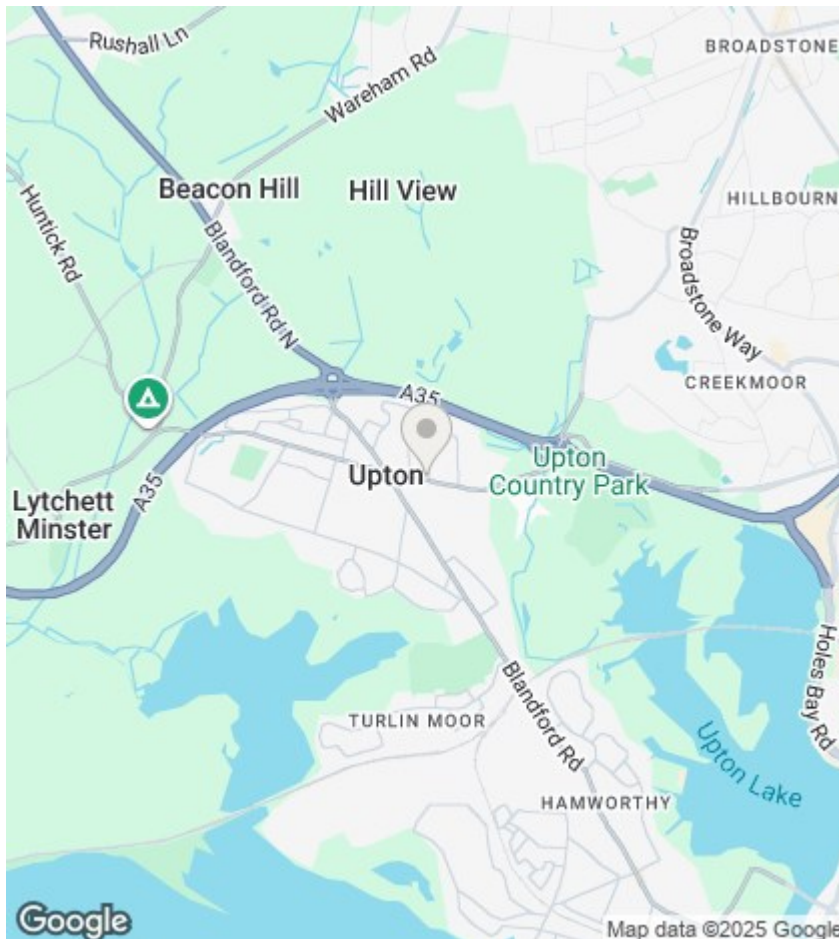 Rushall Ln
BROADSTONE
Wareham Rd
Beacon Hill
Hill View
HILLBOURN
Huntick Rd
Blandford Rd N
Broadstone Way
CREEKMOOR
A35
Upton
Upton
Country Park
Lytchett
Minster
A35
Holes Bay Rd
Blandford Rd
TURLIN MOOR
Upton Lake
HAMWORTHY
Google
Map data ©2025 Google